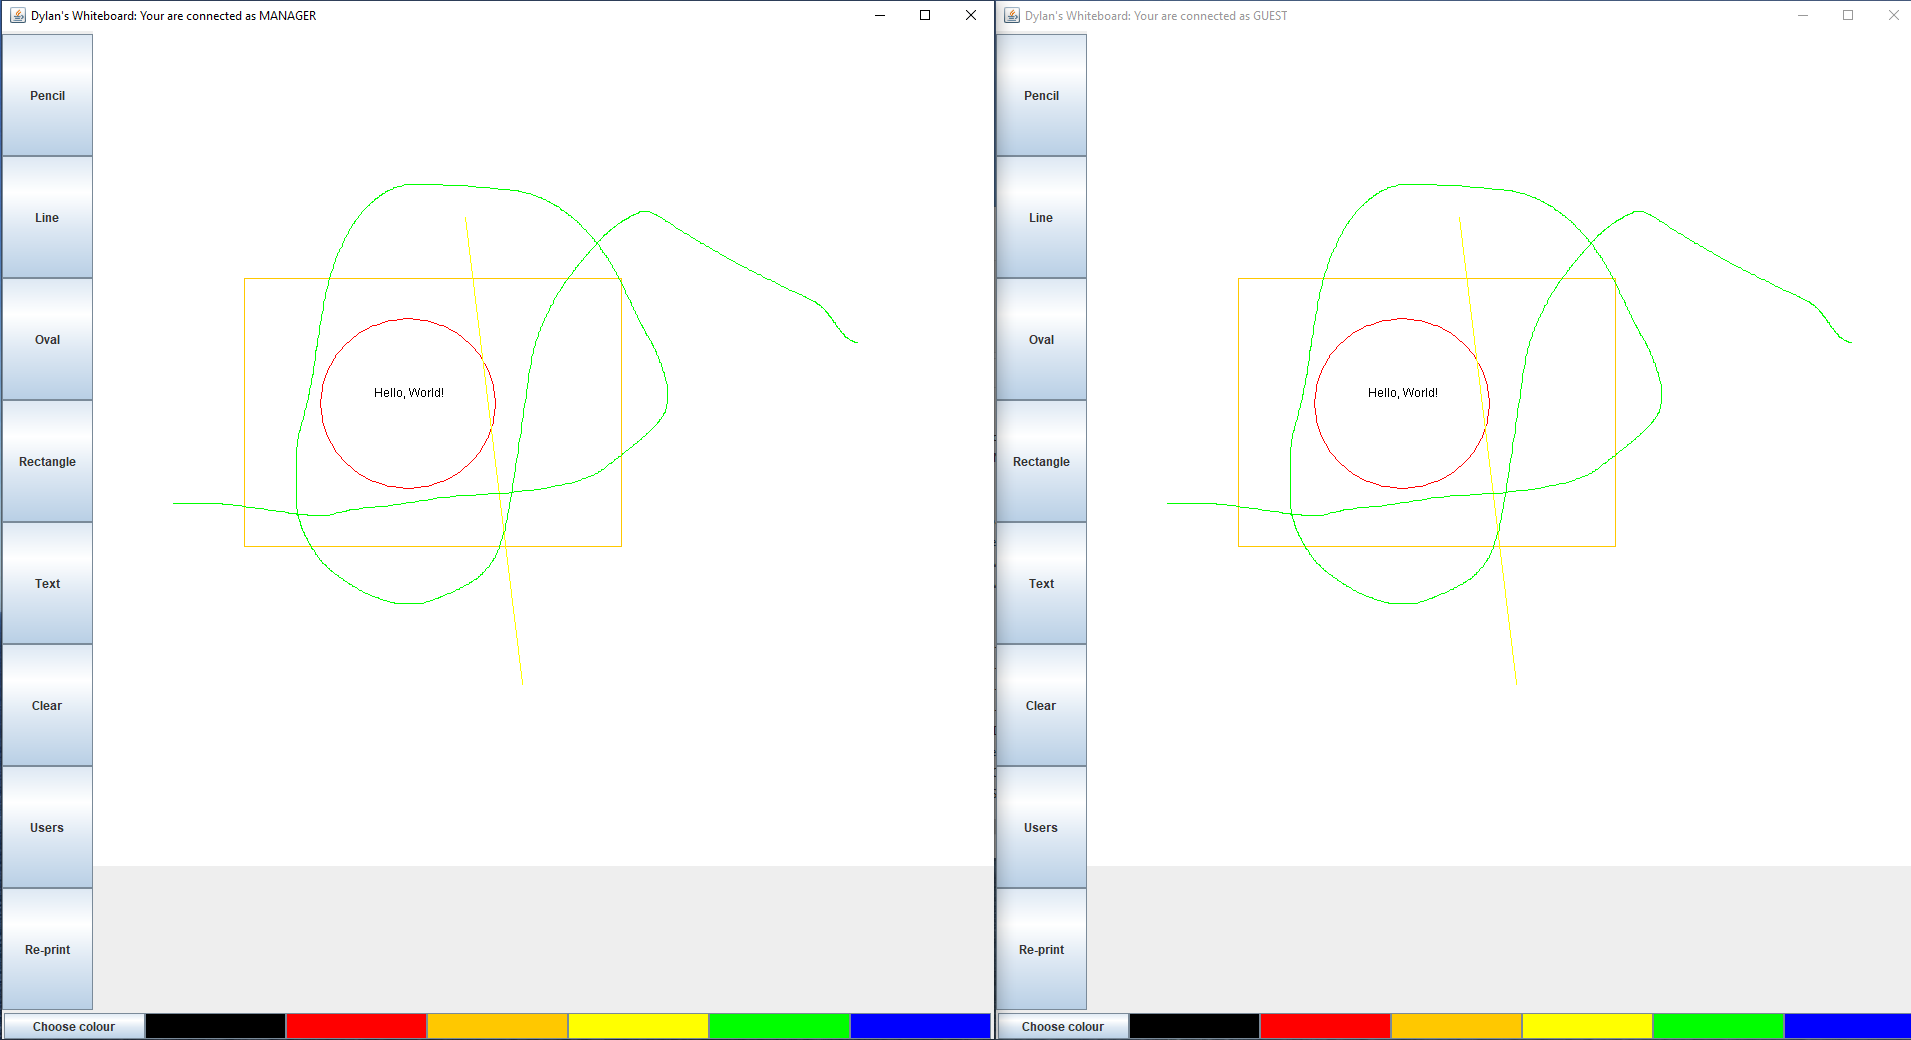 Dylan's Whiteboard: Your are connected as MANAGER
Pencil
Line
Oval
Rectangle
Text
Clear
Users
Re-print
Hello, World!
Choose colour
Dylan's Whiteboard: Your are connected as GUEST
Pencil
Line
Oval
Rectangle
Text
Clear
Users
Re-print
Hello, World!
Choose colour